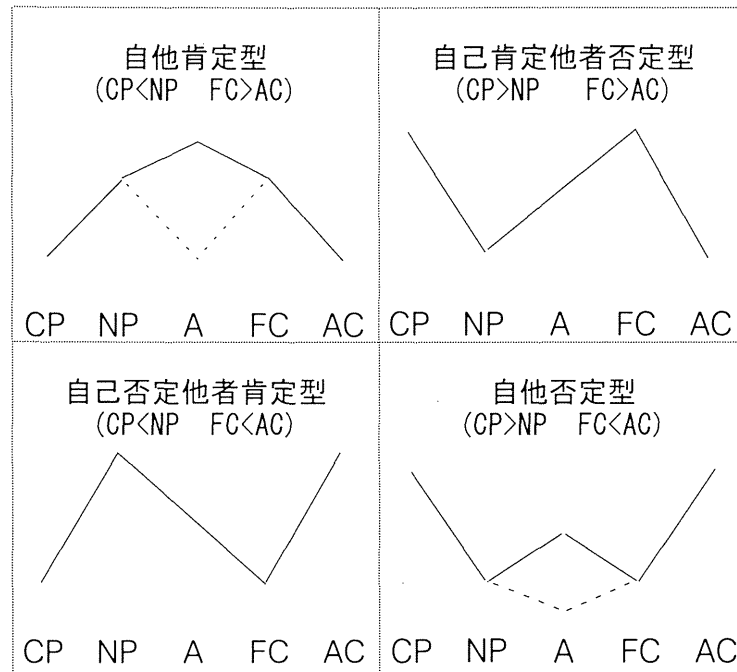 自他肯定型
(CP<NP FC>AC)
CP NP A FC AC
自己肯定他者否定型
(CP>NP FC>AC)
CP NP A FC AC
自己否定他者肯定型
(CP<NP FC<AC)
CP NP A FC AC
自他否定型
(CP>NP FC<AC)
CP NP A FC AC